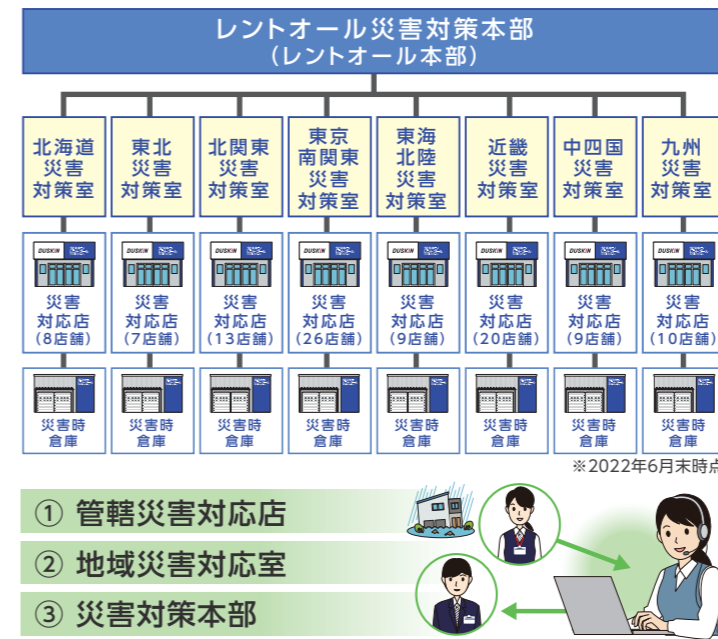 レントオール災害対策本部
(レントオール本部)
北海道
災害
対策室
東北
災害
対策室
北関東
災害
対策室
東京
南関東
災害
対策室
東海
北陸
災害
対策室
近畿
災害
対策室
中四国
災害
対策室
九州
災害
対策室
DUSKIN
災害
対応店
(8店舗)
DUSKIN
災害
対応店
(7店舗)
DUSKIN
災害
対応店
(13店舗)
DUSKIN
災害
対応店
(26店舗)
DUSKIN
災害
対応店
(9店舗)
DUSKIN
災害
対応店
(20店舗)
DUSKIN
災害
対応店
(9店舗)
DUSKIN
災害
対応店
(10店舗)
災害時
倉庫
災害時
倉庫
災害時
倉庫
災害時
倉庫
災害時
倉庫
災害時
倉庫
災害時
倉庫
災害時
倉庫
※2022年6月末時点
① 管轄災害対応店
② 地域災害対応室
③ 災害対策本部